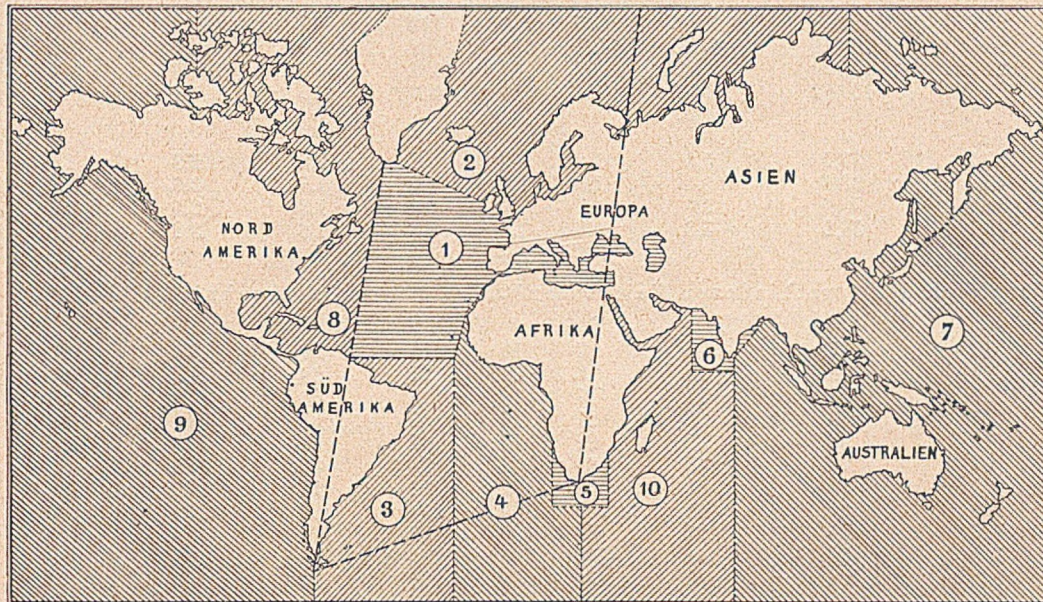 2
ASIEN
EUROPA
NORD
AMERIKA
1
8
AFRIKA
7
6
SÜD
AMERIKA
9
AUSTRALIEN
3
4
5
10